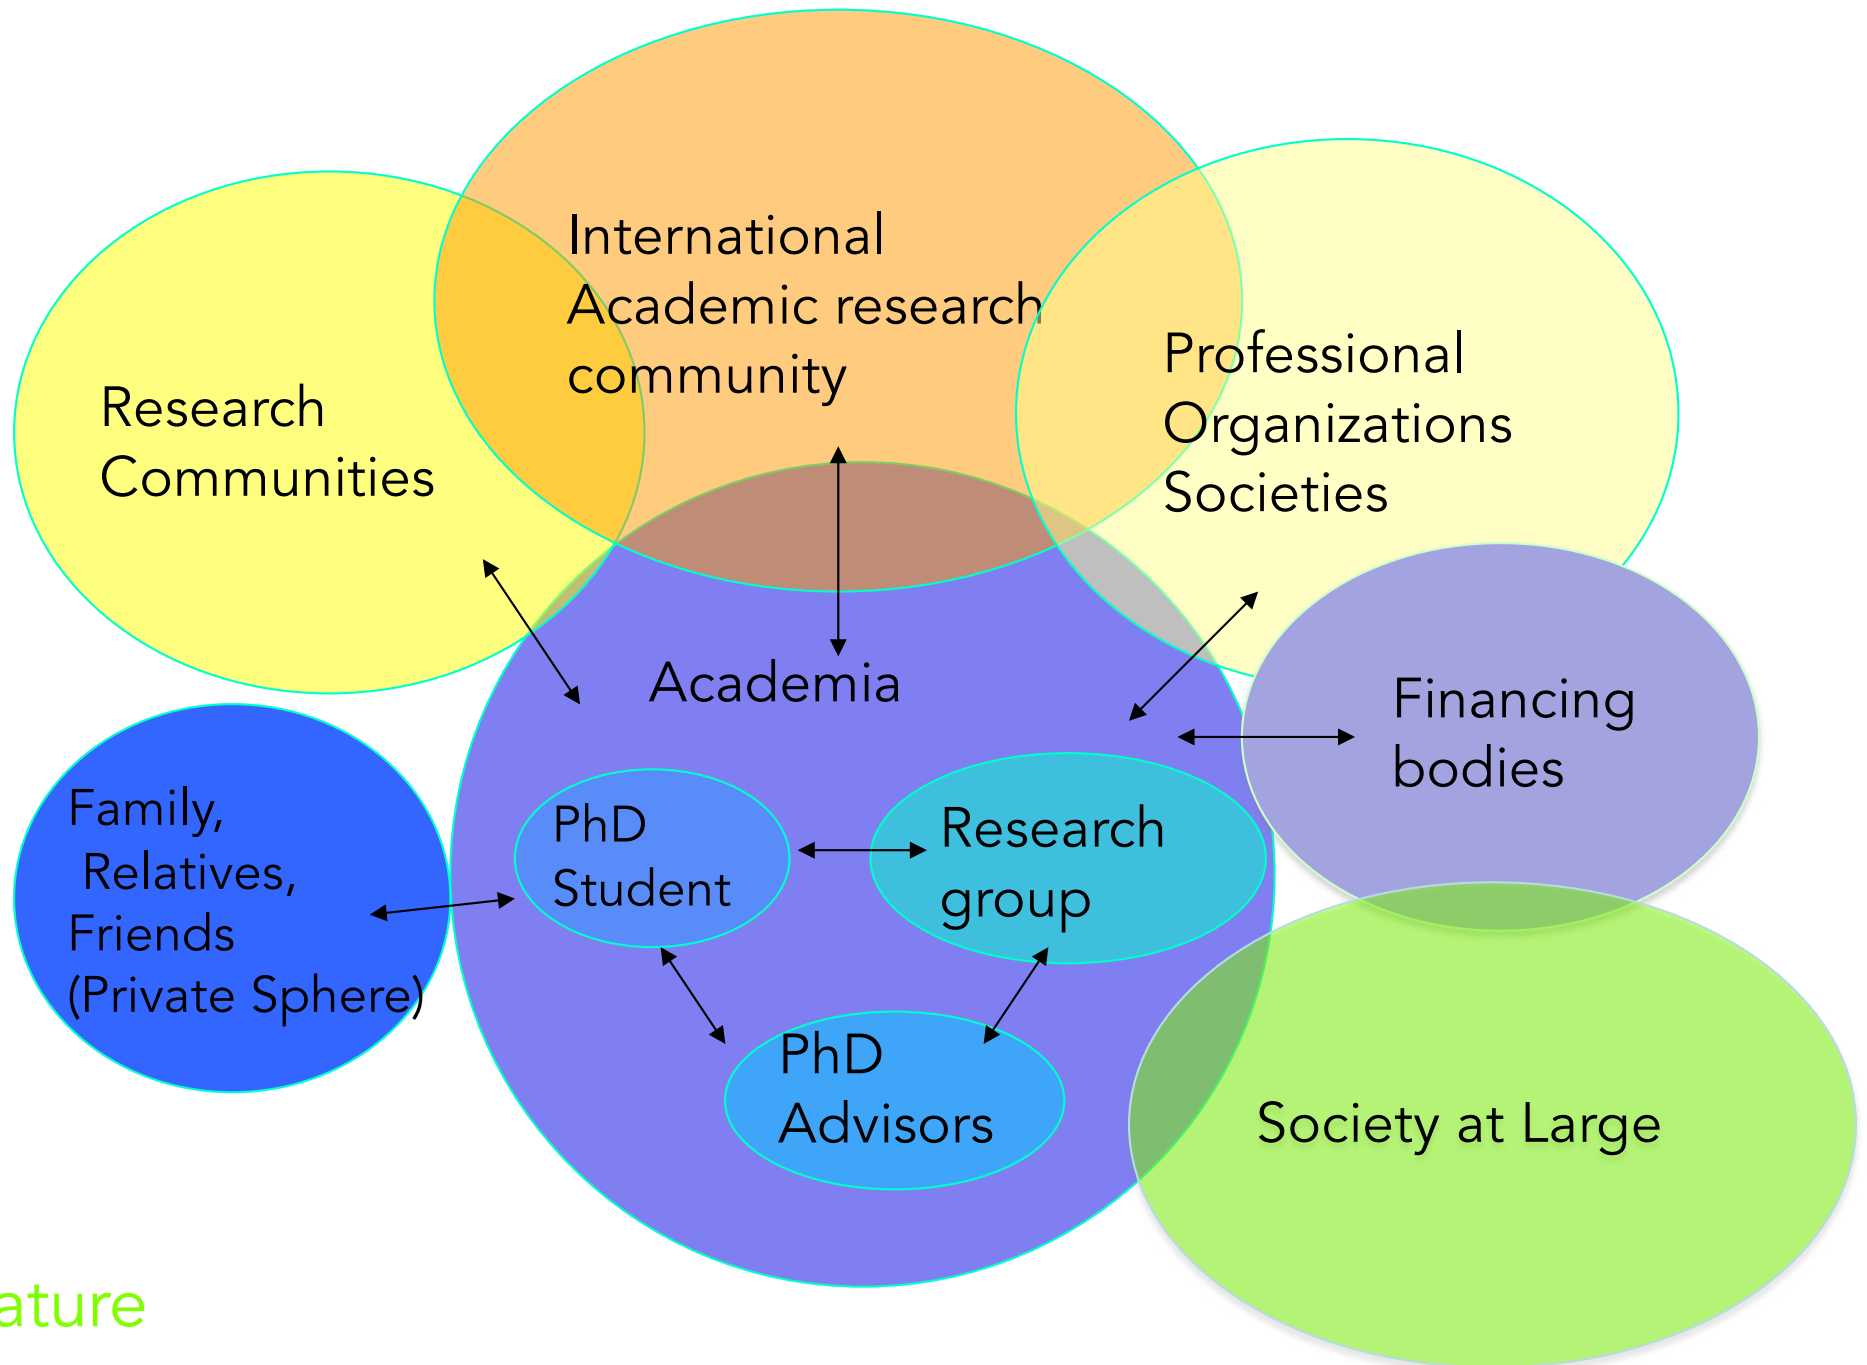 International
Academic research
community
Professional
Organizations
Societies
Research
Communities
Academia
Financing
bodies
Family,
Relatives,
Friends
(Private Sphere)
PhD
Student
Research
group
PhD
Advisors
Society at Large
ature